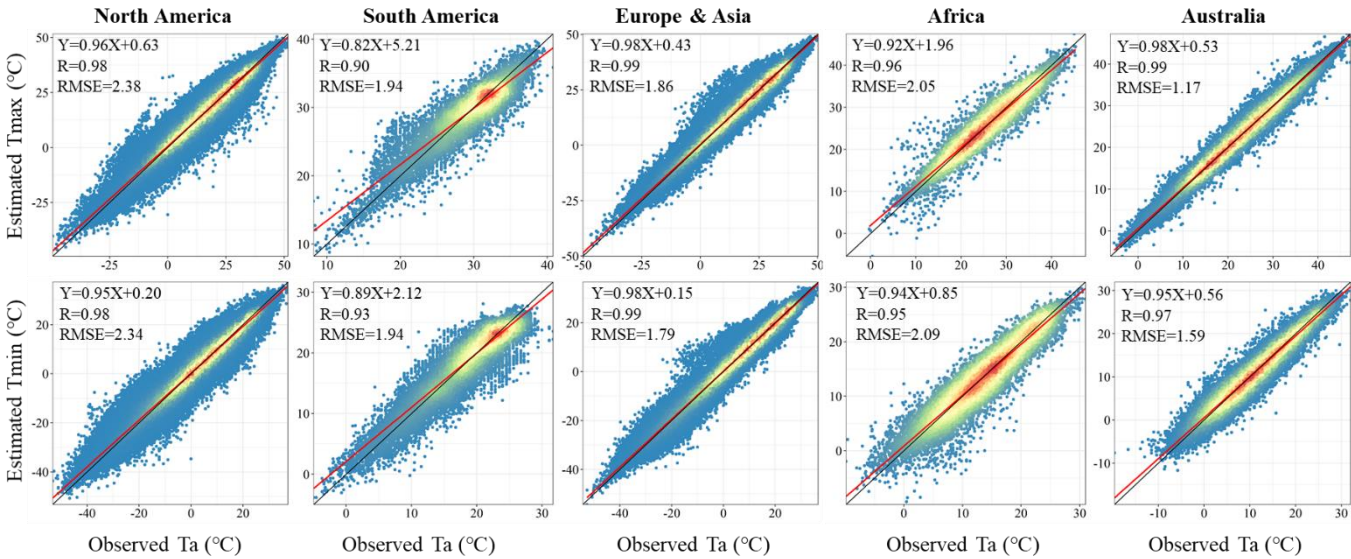 North America South America Europe & Asia Africa Australia
Estimated Tmax (°C)
50
25
0
-25
Y=0.96X+0.63
R=0.98
RMSE=2.38
-25 0 25 50
40
30
20
10
Y=0.82X+5.21
R=0.90
RMSE=1.94
10 20 30 40
50
25
0
-25
-50
Y=0.98X+0.43
R=0.99
RMSE=1.86
-50 -25 0 25 50
40
30
20
10
0
Y=0.92X+1.96
R=0.96
RMSE=2.05
0 10 20 30 40
40
30
20
10
0
Y=0.98X+0.53
R=0.99
RMSE=1.17
0 10 20 30 40
Estimated Tmin (°C)
20
0
-20
-40
Y=0.95X+0.20
R=0.98
RMSE=2.34
-40 -20 0 20
30
20
10
0
Y=0.89X+2.12
R=0.93
RMSE=1.94
0 10 20 30
20
0
-20
-40
Y=0.98X+0.15
R=0.99
RMSE=1.79
-40 -20 0 20
30
20
10
0
Y=0.94X+0.85
R=0.95
RMSE=2.09
0 10 20 30
30
20
10
0
-10
Y=0.95X+0.56
R=0.97
RMSE=1.59
-10 0 10 20 30
Observed Ta (°C) Observed Ta (°C) Observed Ta (°C) Observed Ta (°C) Observed Ta (°C)